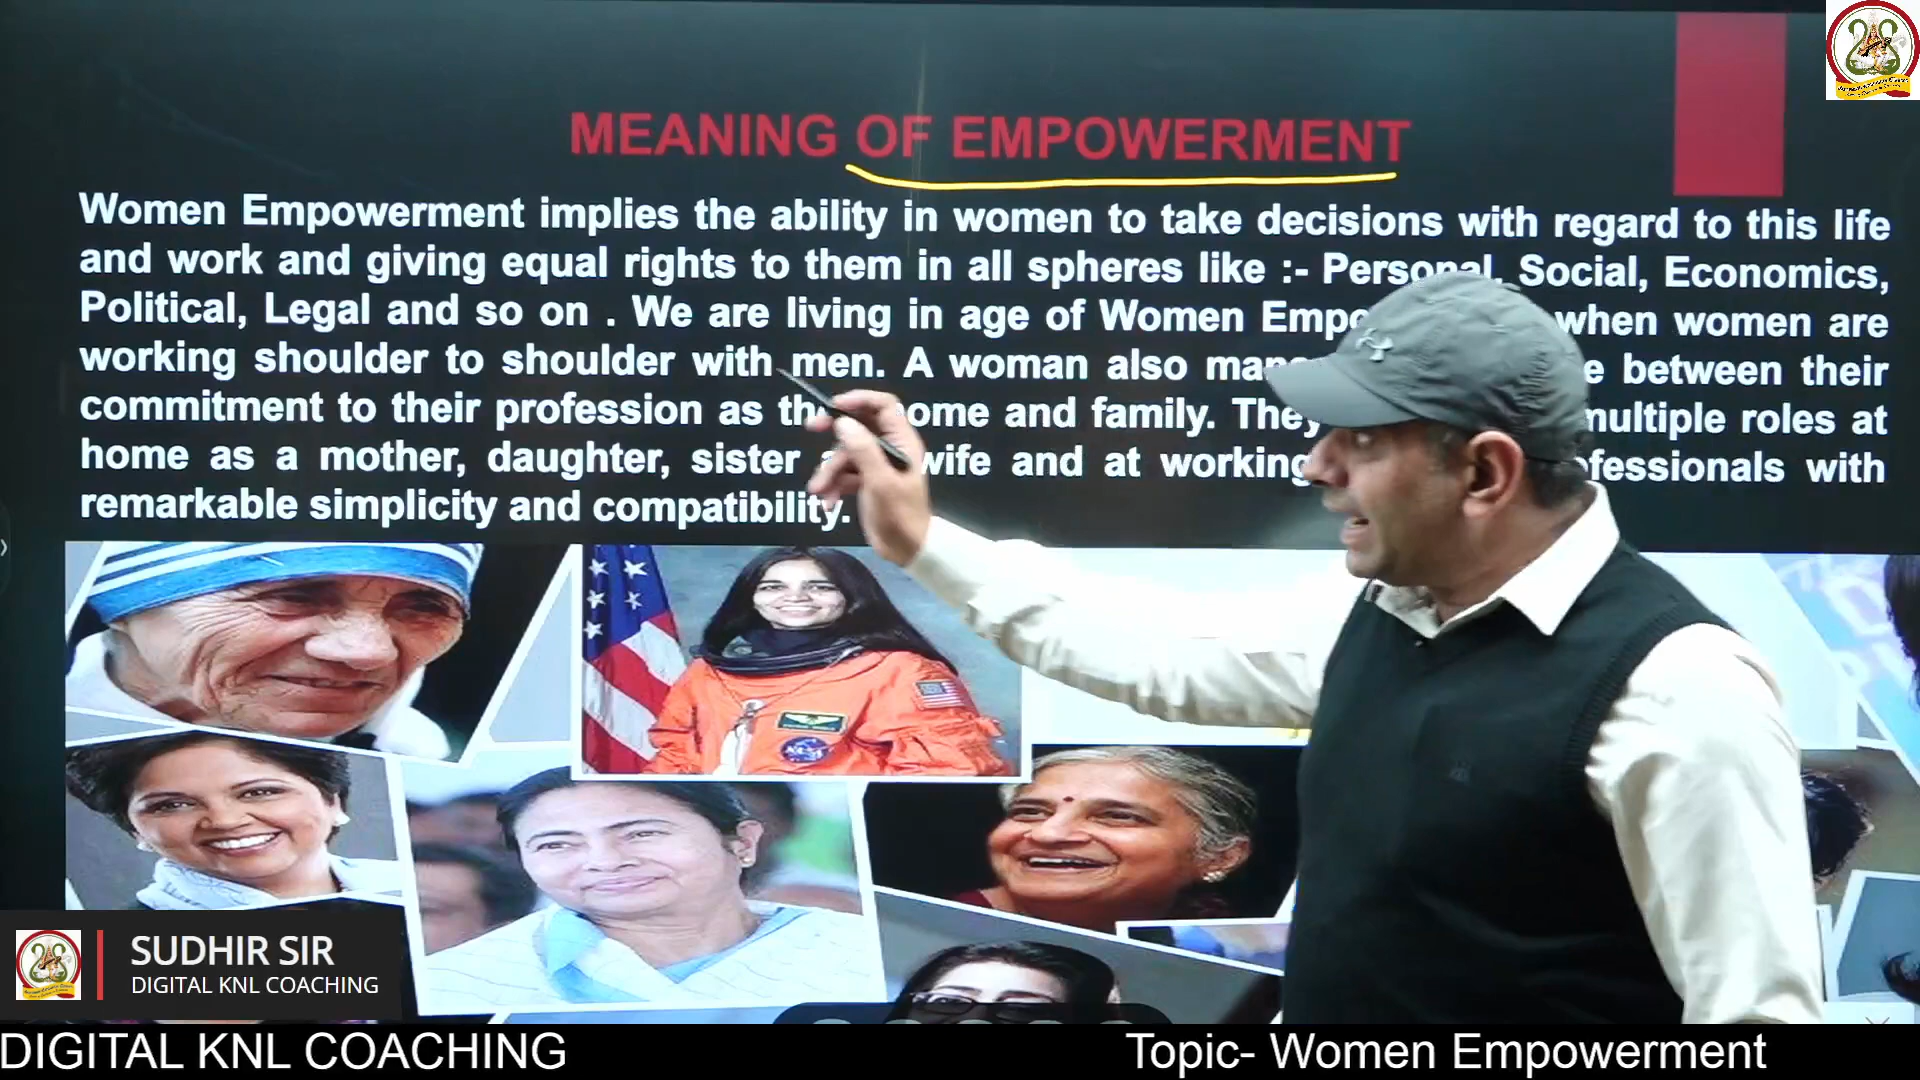 MEANING OF EMPOWERMENT
Women Empowerment implies the ability in women to take decisions with regard to this life
and work and giving equal rights to them in all spheres like :- Personal, Social, Economics,
Political, Legal and so on . We are living in age of Women when women are
working shoulder to shoulder with men. A woman also between their
commitment to their profession as home and family. They multiple roles at
home as a mother, daughter, sister wife and at working with
remarkable simplicity and compatibility.
SUDHIR SIR
DIGITAL KNL COACHING
DIGITAL KNL COACHING
Topic- Women Empowerment